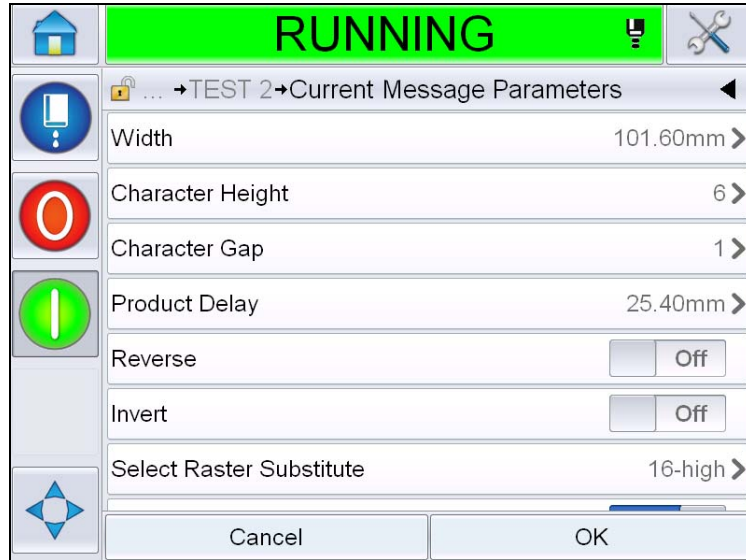 RUNNING
... →TEST 2→Current Message Parameters
Width 101.60mm
Character Height 6
Character Gap 1
Product Delay 25.40mm
Reverse Off
Invert Off
Select Raster Substitute 16-high
Cancel OK